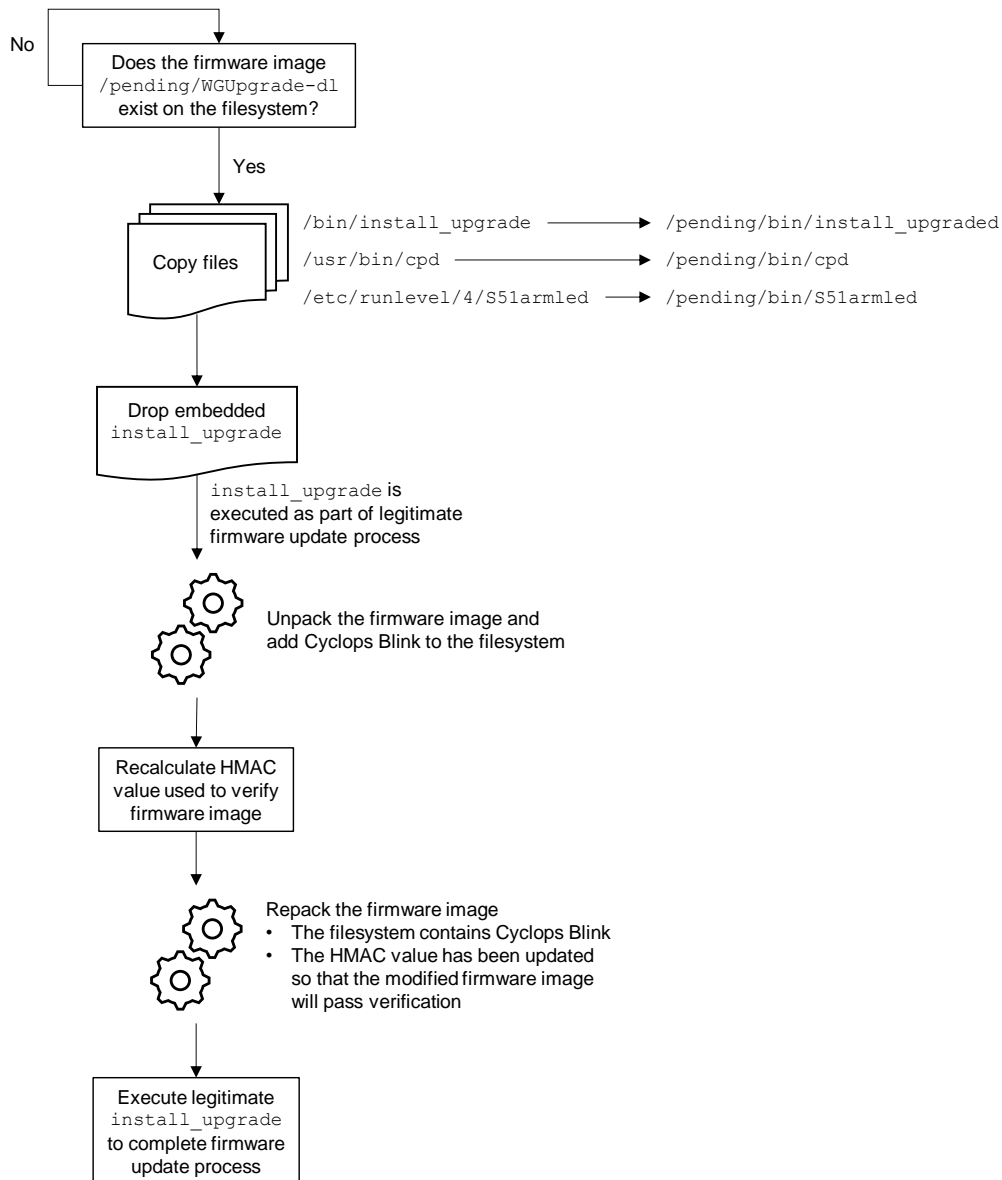 No
Does the firmware image
/pending/WGUpgrade-dl
exist on the filesystem?
Yes
Copy files
/bin/install_upgrade
/pending/bin/install_upgraded
/usr/bin/cpd
/pending/bin/cpd
/etc/runlevel/4/S51armled
/pending/bin/S51armled
Drop embedded
install_upgrade
install_upgrade is
executed as part of legitimate
firmware update process
Unpack the firmware image and
add Cyclops Blink to the filesystem
Recalculate HMAC
value used to verify
firmware image
Repack the firmware image
• The filesystem contains Cyclops Blink
• The HMAC value has been updated
so that the modified firmware image
will pass verification
Execute legitimate
install_upgrade
to complete firmware
update process